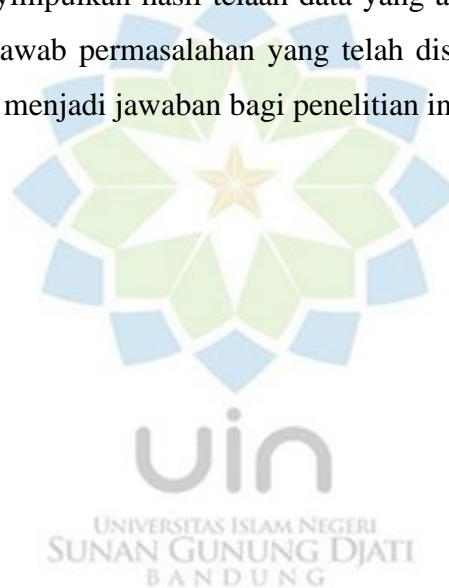 yimpulkan hasil telaah data yang a
awab permasalahan yang telah dis
menjadi jawaban bagi penelitian in
uin
UNIVERSITAS ISLAM NEGERI
SUNAN GUNUNG DJATI
BANDUNG